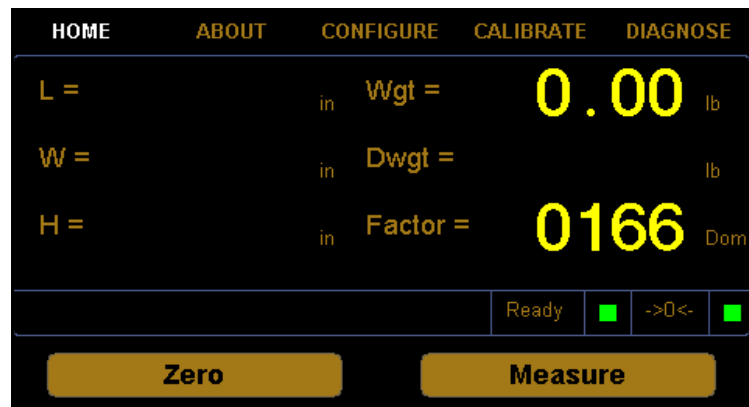 HOME ABOUT CONFIGURE CALIBRATE DIAGNOSE
L = in Wgt = 0.00 lb
W = in Dwgt = lb
H = in Factor = 0166 Dom
Ready ->0<-
Zero Measure